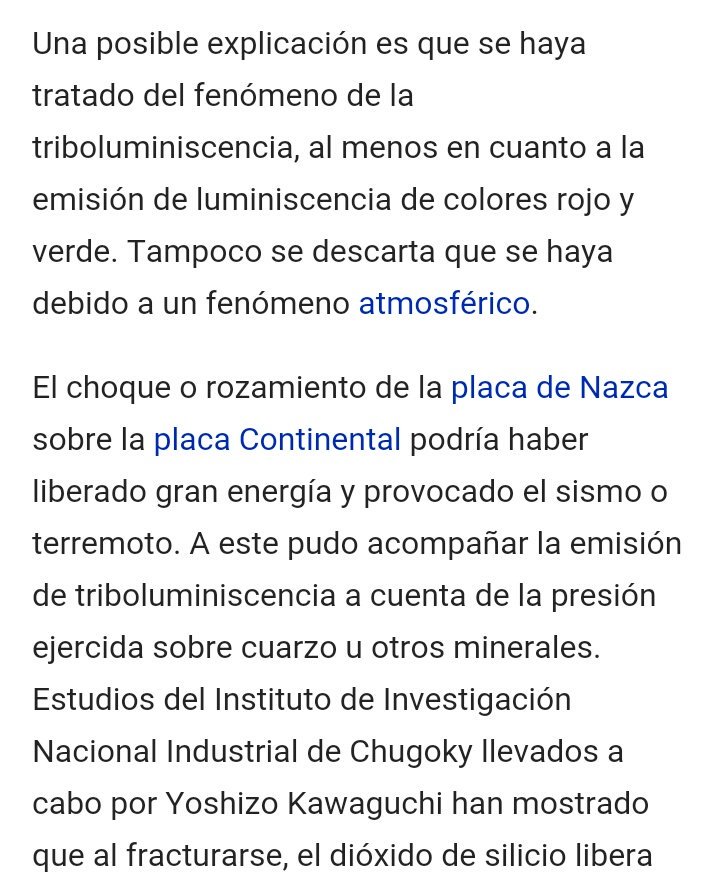 Una posible explicación es que se haya
tratado del fenómeno de la
triboluminiscencia, al menos en cuanto a la
emisión de luminiscencia de colores rojo y
verde. Tampoco se descarta que se haya
debido a un fenómeno atmosférico.
El choque o rozamiento de la placa de Nazca
sobre la placa Continental podría haber
liberado gran energía y provocado el sismo o
terremoto. A este pudo acompañar la emisión
de triboluminiscencia a cuenta de la presión
ejercida sobre cuarzo u otros minerales.
Estudios del Instituto de Investigación
Nacional Industrial de Chugoky llevados a
cabo por Yoshizo Kawaguchi han mostrado
que al fracturarse, el dióxido de silicio libera